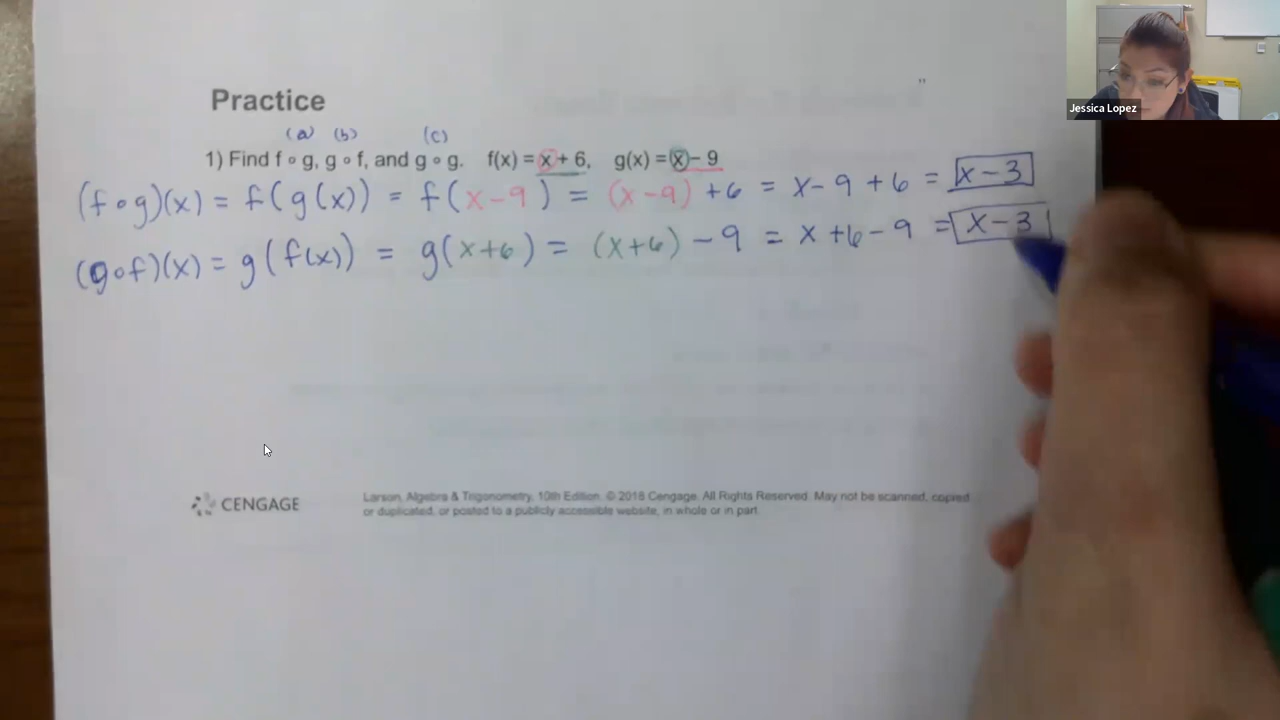 Jessica Lopez
Practice
(a) (b) (c)
1) Find f ∘ g, g ∘ f, and g ∘ g. f(x) = x + 6, g(x) = x - 9
(f∘g)(x) = f(g(x)) = f(x-9) = (x-9) +6 = x-9+6 = x-3
(g∘f)(x) = g(f(x)) = g(x+6) = (x+6) -9 = x+6-9 = x-3
CENGAGE
Larson, Algebra & Trigonometry, 10th Edition. © 2018 Cengage. All Rights Reserved. May not be scanned, copied
or duplicated, or posted to a publicly accessible website, in whole or in part.